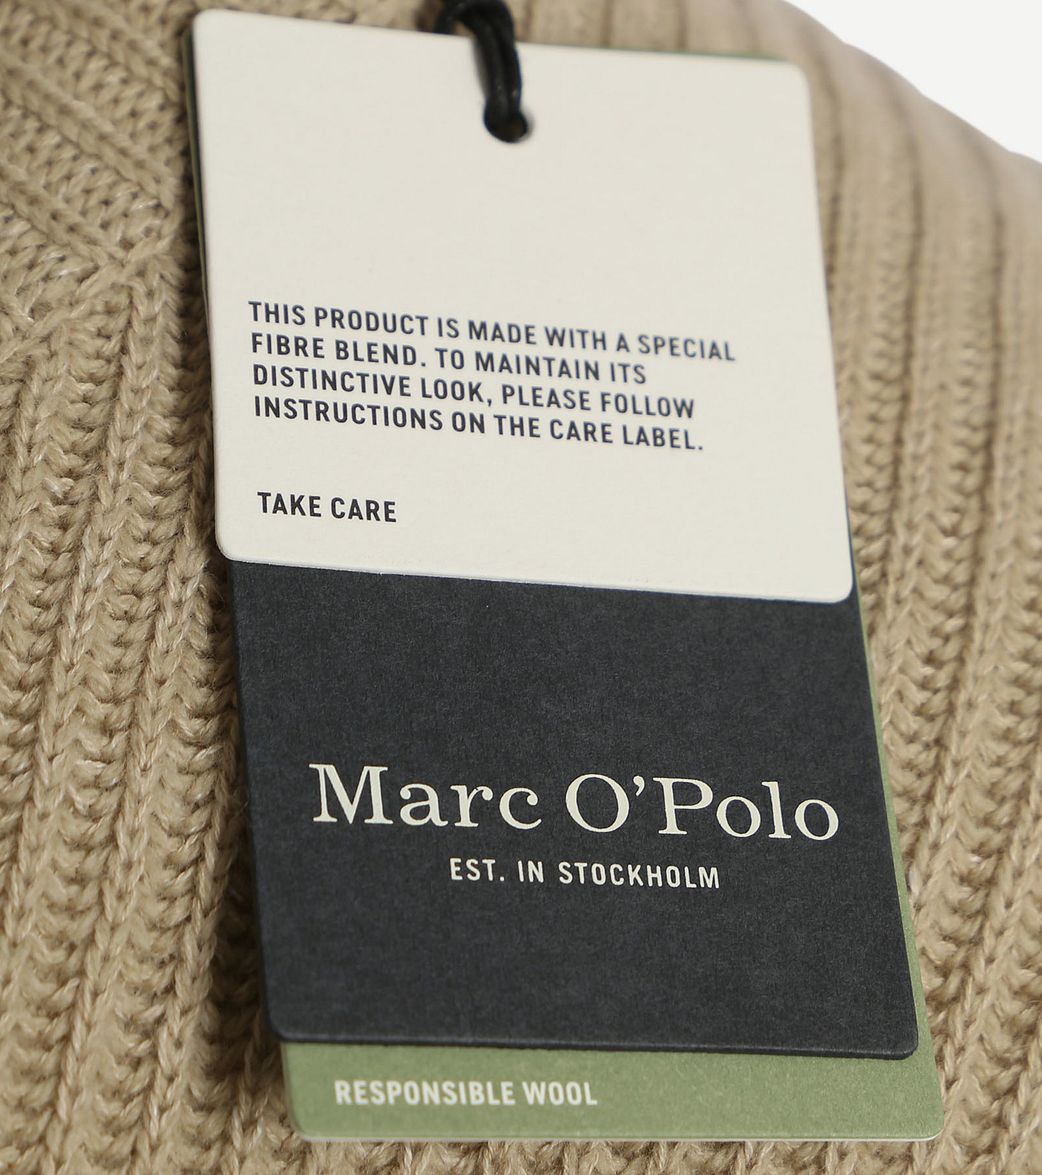 THIS PRODUCT IS MADE WITH A SPECIAL
FIBRE BLEND. TO MAINTAIN ITS
DISTINCTIVE LOOK, PLEASE FOLLOW
INSTRUCTIONS ON THE CARE LABEL.
TAKE CARE
Marc O'Polo
EST. IN STOCKHOLM
RESPONSIBLE WOOL